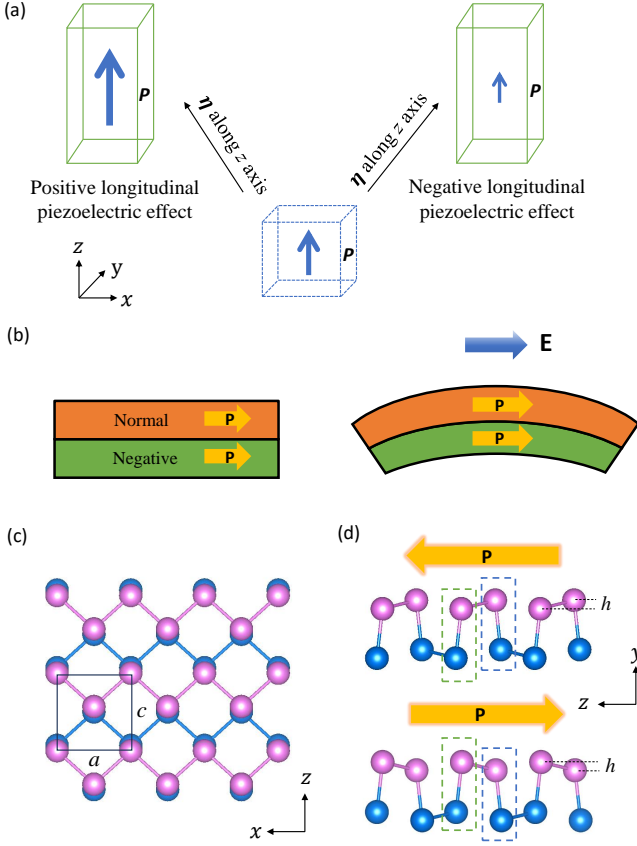 (a)
P
P
η along z axis
η along z axis
Positive longitudinal
piezoelectric effect
Negative longitudinal
piezoelectric effect
P
z
y
x
(b)
E
Normal
P
Negative
P
P
P
(c)
c
a
z
x
(d)
P
h
y
z
P
h